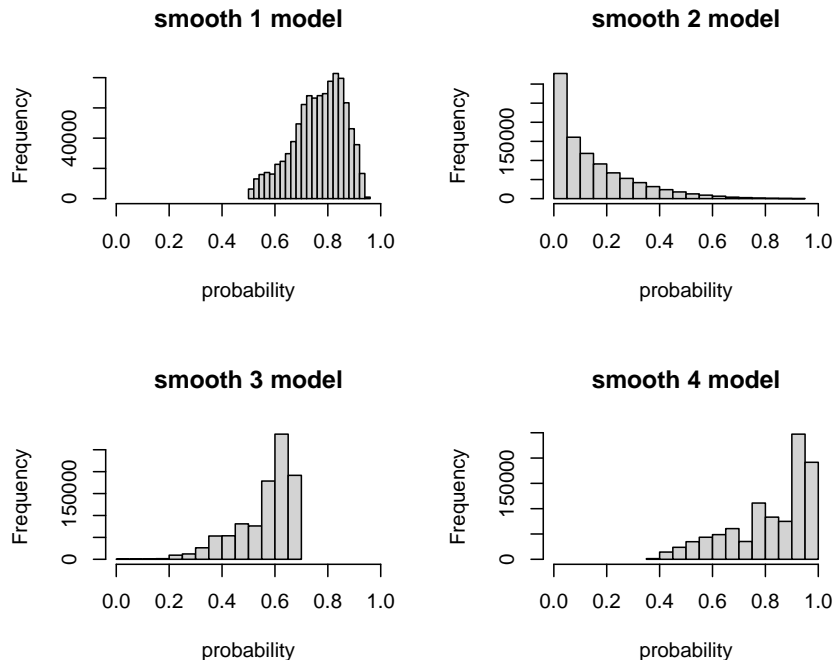 smooth 1 model
Frequency
0 40000
0.0 0.2 0.4 0.6 0.8 1.0
probability
smooth 2 model
Frequency
0 150000
0.0 0.2 0.4 0.6 0.8 1.0
probability
smooth 3 model
Frequency
0 150000
0.0 0.2 0.4 0.6 0.8 1.0
probability
smooth 4 model
Frequency
0 150000
0.0 0.2 0.4 0.6 0.8 1.0
probability